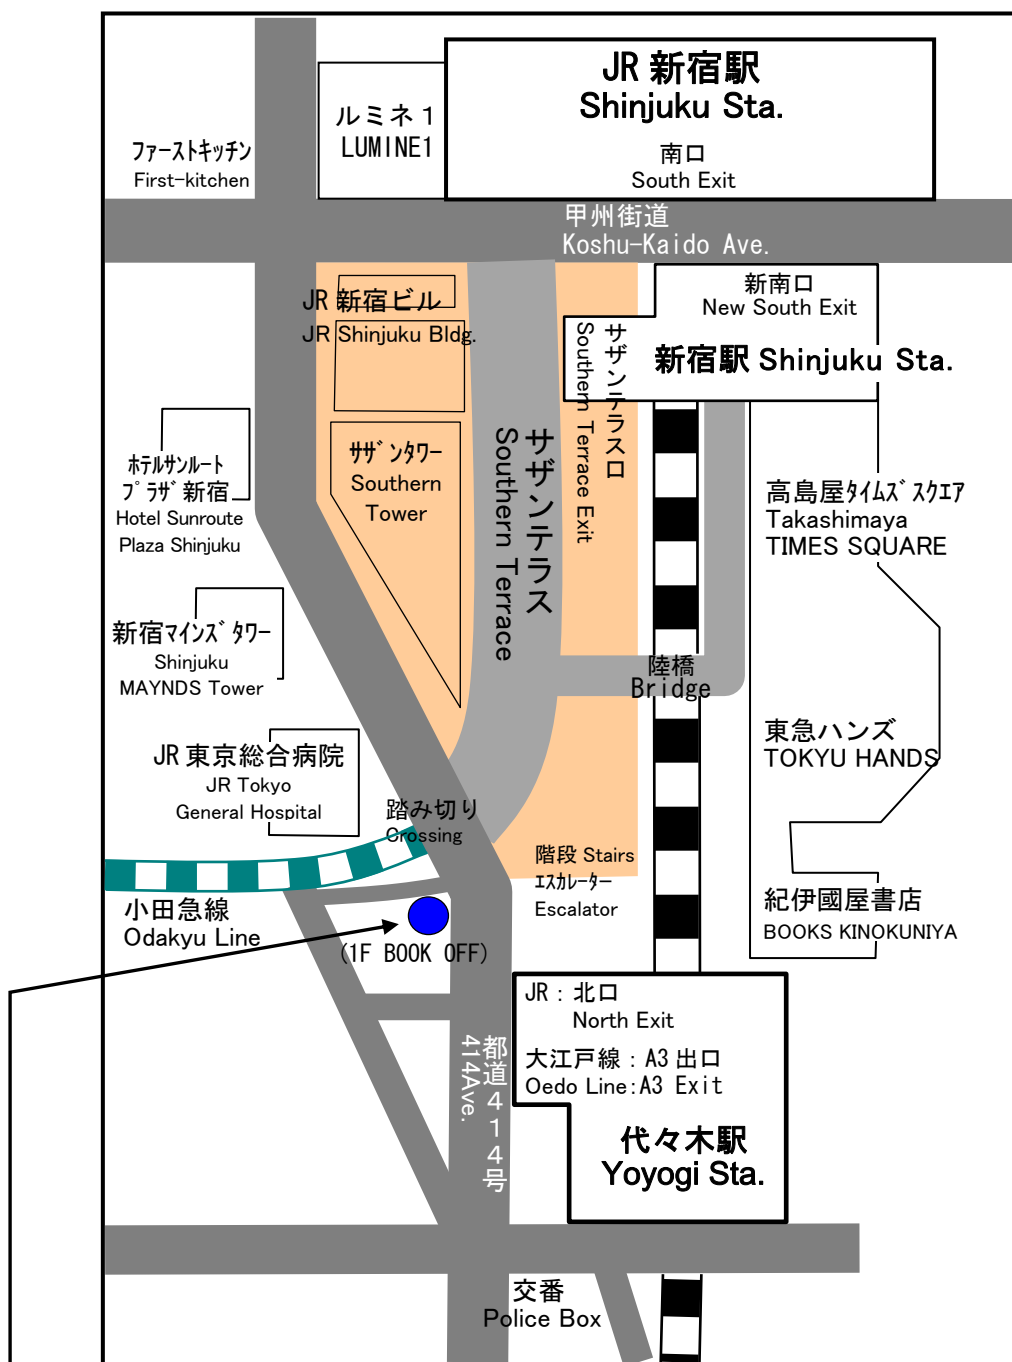 JR 新宿駅
Shinjuku Sta.
南口
South Exit
ルミネ１
LUMINE1
ﾌｧｰｽﾄｷｯﾁﾝ
First-kitchen
甲州街道
Koshu-Kaido Ave.
JR 新宿ビル
JR Shinjuku Bldg.
新南口
New South Exit
新宿駅 Shinjuku Sta.
サザンテラス口
Southern Terrace Exit
サザンテラス
Southern Terrace
ｻｻﾞﾝﾀﾜｰ
Southern
Tower
ﾎﾃﾙｻﾝﾙｰﾄ
ﾌﾟﾗｻﾞ新宿
Hotel Sunroute
Plaza Shinjuku
高島屋ﾀｲﾑｽﾞｽｸｴｱ
Takashimaya
TIMES SQUARE
新宿ﾏｲﾝｽﾞﾀﾜｰ
Shinjuku
MAYNDS Tower
陸橋
Bridge
東急ハンズ
TOKYU HANDS
JR 東京総合病院
JR Tokyo
General Hospital
踏み切り
Crossing
階段 Stairs
ｴｽｶﾚｰﾀｰ
Escalator
小田急線
Odakyu Line
紀伊國屋書店
BOOKS KINOKUNIYA
(1F BOOK OFF)
JR：北口
North Exit
大江戸線：A3 出口
Oedo Line:A3 Exit
都道４１４号
414Ave.
代々木駅
Yoyogi Sta.
交番
Police Box